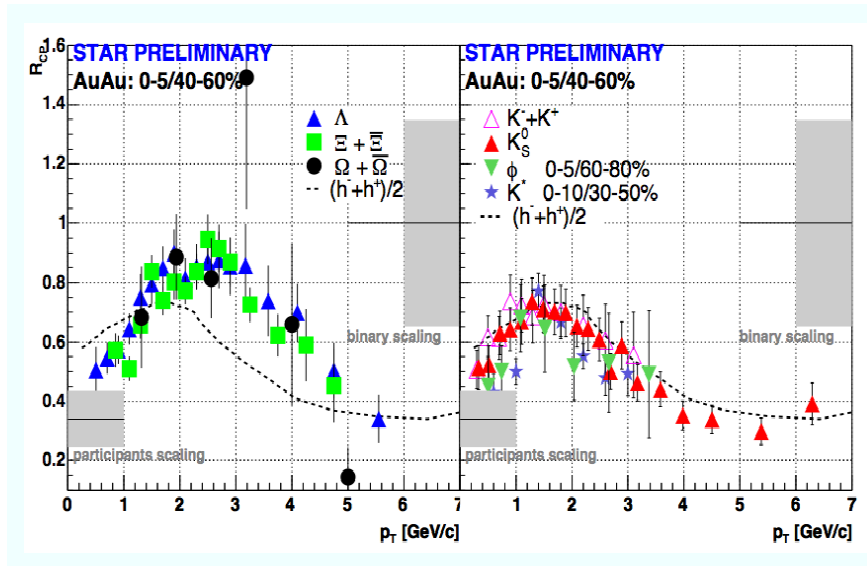 STAR PRELIMINARY
AuAu: 0-5/40-60%
R_CP
1.6
1.4
1.2
1
0.8
0.6
0.4
0.2
Λ
Ξ + Ξ̅
Ω + Ω̅
(h⁻+h⁺)/2
binary scaling
participants scaling
0 1 2 3 4 5 6 7
p_T [GeV/c]
STAR PRELIMINARY
AuAu: 0-5/40-60%
K⁻+K⁺
K⁰_S
ϕ 0-5/60-80%
K* 0-10/30-50%
(h⁻+h⁺)/2
binary scaling
participants scaling
1 2 3 4 5 6 7
p_T [GeV/c]